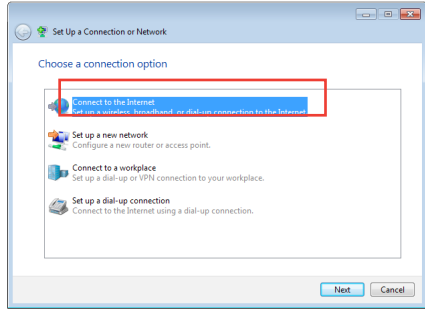 Set Up a Connection or Network
Choose a connection option
Connect to the Internet
Set up a wireless, broadband, or dial-up connection to the Internet
Set up a new network
Configure a new router or access point.
Connect to a workplace
Set up a dial-up or VPN connection to your workplace.
Set up a dial-up connection
Connect to the Internet using a dial-up connection.
Next Cancel